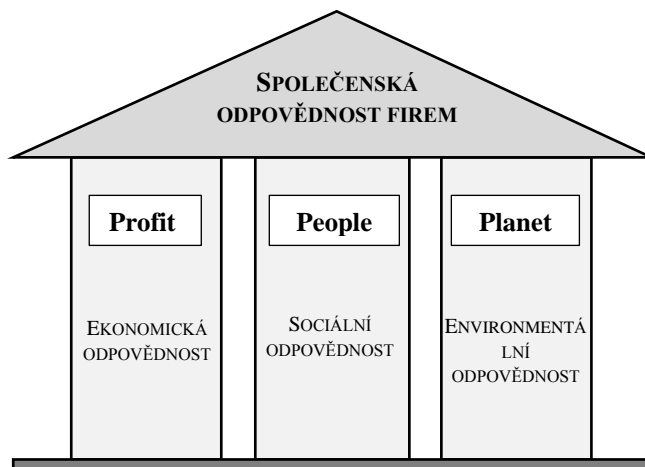 SPOLEČENSKÁ
ODPOVĚDNOST FIREM
Profit
People
Planet
EKONOMICKÁ
ODPOVĚDNOST
SOCIÁLNÍ
ODPOVĚDNOST
ENVIRONMENTÁ
LNÍ
ODPOVĚDNOST